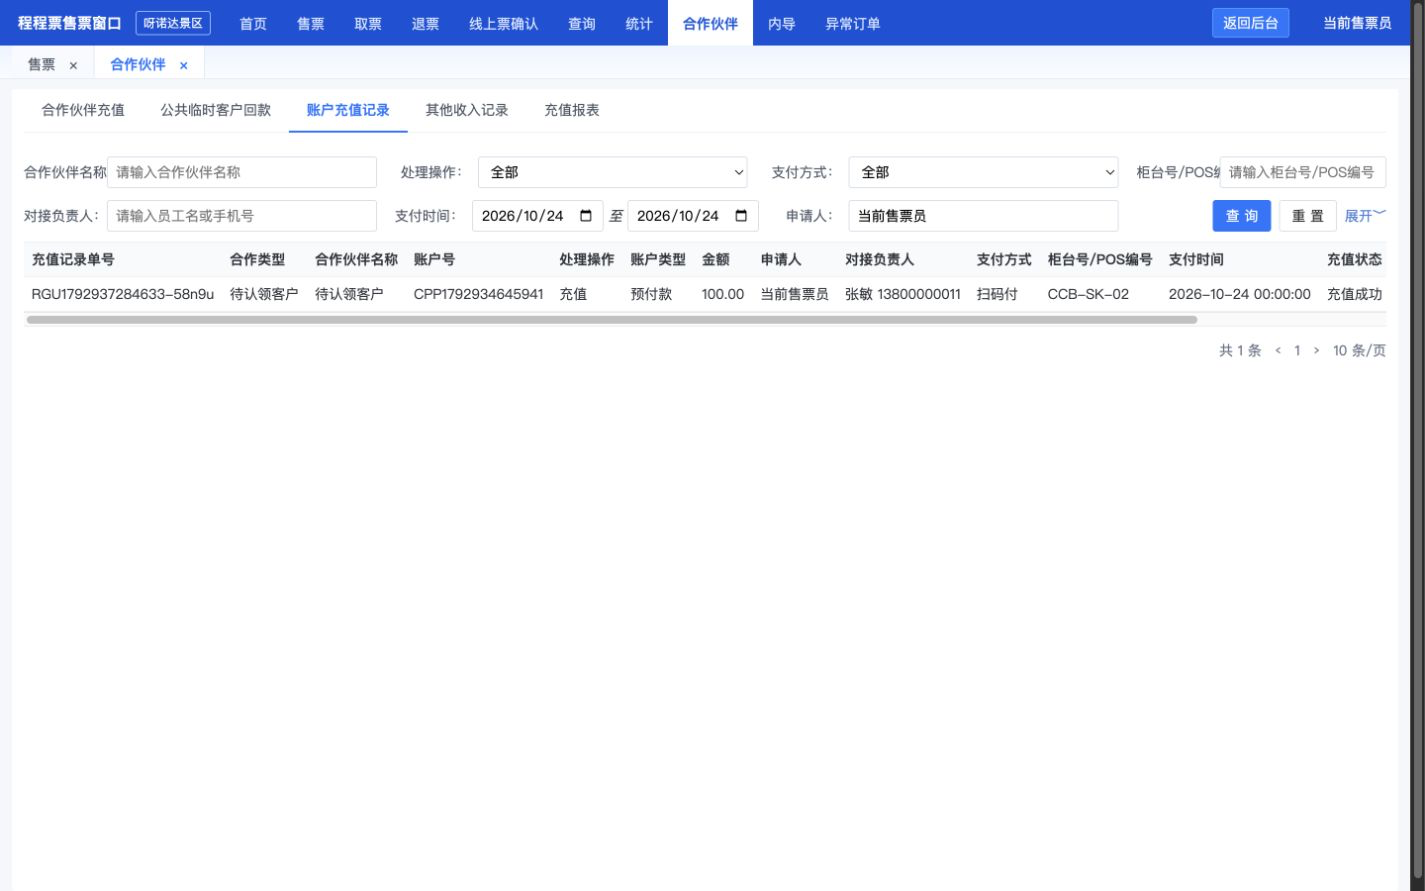 程程票售票窗口 呀诺达景区 首页 售票 取票 退票 线上票确认 查询 统计 合作伙伴 内导 异常订单 返回后台 当前售票员
售票 × 合作伙伴 ×
合作伙伴充值 公共临时客户回款 账户充值记录 其他收入记录 充值报表
合作伙伴名称 请输入合作伙伴名称 处理操作： 全部 支付方式： 全部 柜台号/POS编 请输入柜台号/POS编号
对接负责人： 请输入员工名或手机号 支付时间： 2026/10/24 至 2026/10/24 申请人： 当前售票员 查 询 重 置 展开
充值记录单号 合作类型 合作伙伴名称 账户号 处理操作 账户类型 金额 申请人 对接负责人 支付方式 柜台号/POS编号 支付时间 充值状态
RGU1792937284633-58n9u 待认领客户 待认领客户 CPP1792934645941 充值 预付款 100.00 当前售票员 张敏 13800000011 扫码付 CCB-SK-02 2026-10-24 00:00:00 充值成功
共 1 条 < 1 > 10 条/页